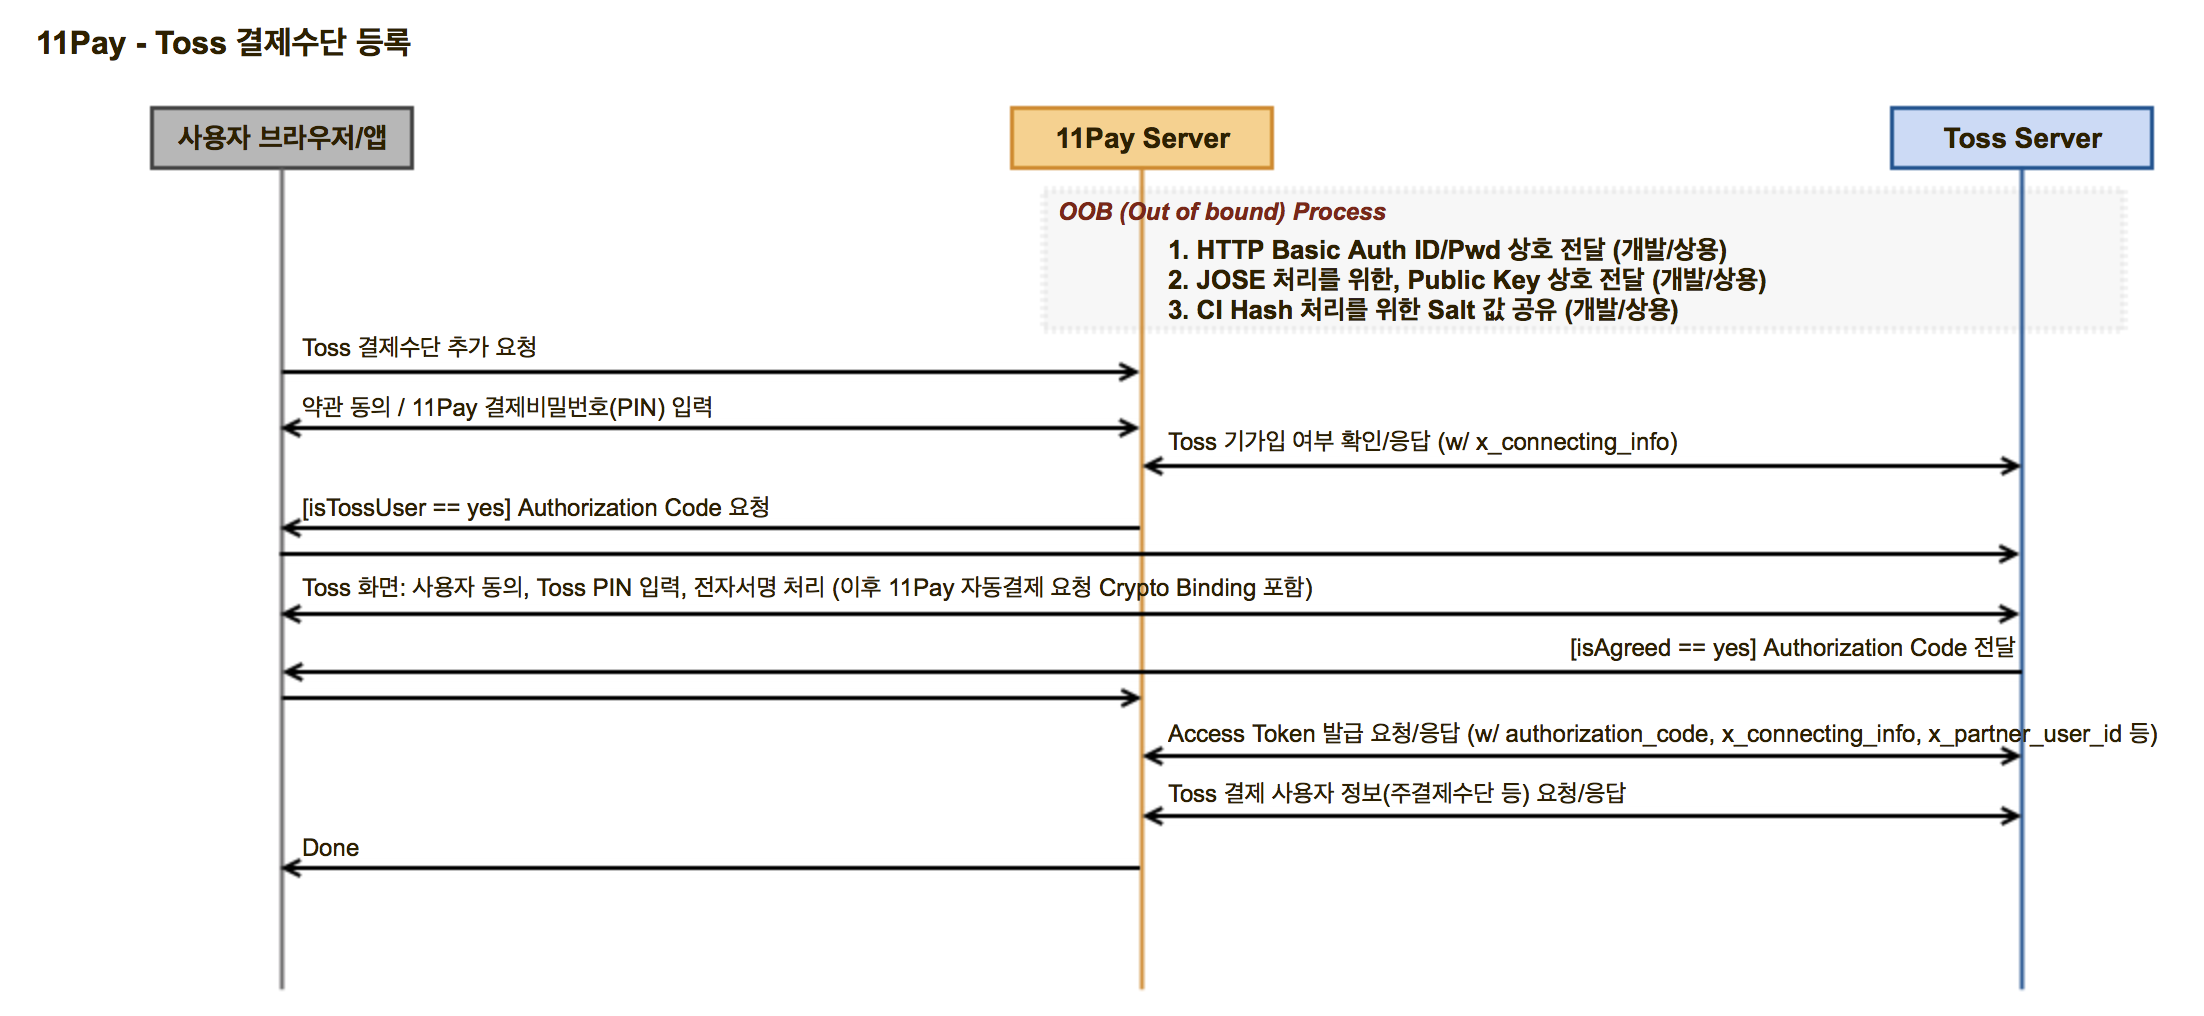 11Pay - Toss 결제수단 등록
사용자 브라우저/앱
11Pay Server
Toss Server
OOB (Out of bound) Process
1. HTTP Basic Auth ID/Pwd 상호 전달 (개발/상용)
2. JOSE 처리를 위한, Public Key 상호 전달 (개발/상용)
3. CI Hash 처리를 위한 Salt 값 공유 (개발/상용)
Toss 결제수단 추가 요청
약관 동의 / 11Pay 결제비밀번호(PIN) 입력
Toss 기가입 여부 확인/응답 (w/ x_connecting_info)
[isTossUser == yes] Authorization Code 요청
Toss 화면: 사용자 동의, Toss PIN 입력, 전자서명 처리 (이후 11Pay 자동결제 요청 Crypto Binding 포함)
[isAgreed == yes] Authorization Code 전달
Access Token 발급 요청/응답 (w/ authorization_code, x_connecting_info, x_partner_user_id 등)
Toss 결제 사용자 정보(주결제수단 등) 요청/응답
Done